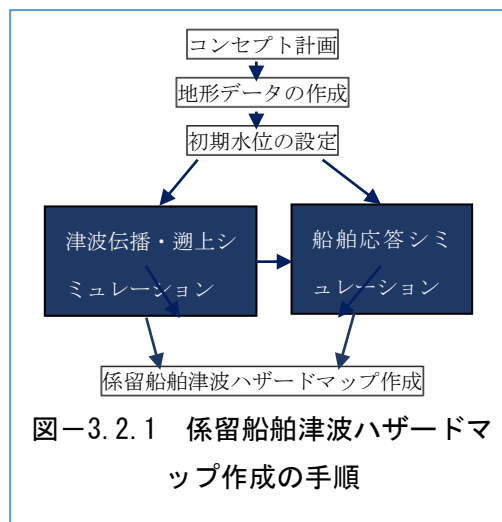 コンセプト計画
地形データの作成
初期水位の設定
津波伝播・遡上シ
ミュレーション
船舶応答シミ
ュレーション
係留船舶津波ハザードマップ作成
図－3.2.1　係留船舶津波ハザードマ
ップ作成の手順